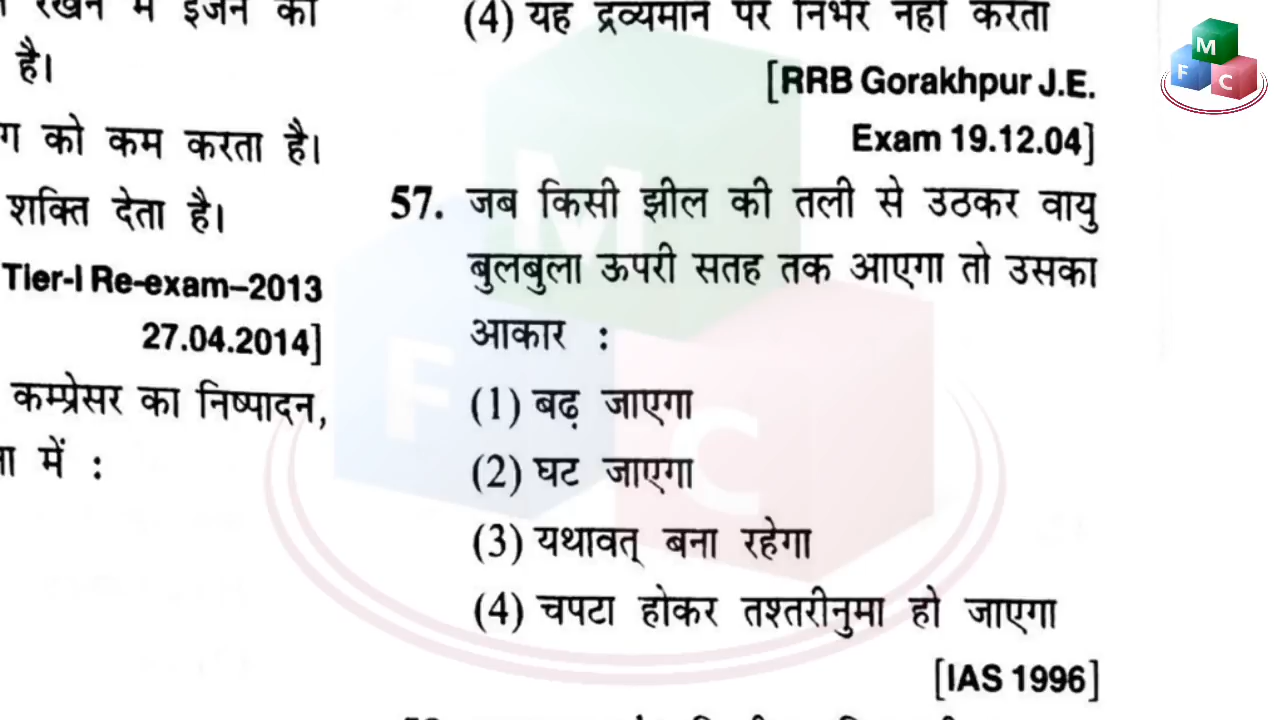 रखने में इंजन की
है।
को कम करता है।
शक्ति देता है।
Tier-I Re-exam–2013
27.04.2014]
कम्प्रेसर का निष्पादन,
में :
(4) यह द्रव्यमान पर निर्भर नहीं करता
[RRB Gorakhpur J.E.
Exam 19.12.04]
57. जब किसी झील की तली से उठकर वायु
बुलबुला ऊपरी सतह तक आएगा तो उसका
आकार :
(1) बढ़ जाएगा
(2) घट जाएगा
(3) यथावत् बना रहेगा
(4) चपटा होकर तश्तरीनुमा हो जाएगा
[IAS 1996]
M
F C
M
F C